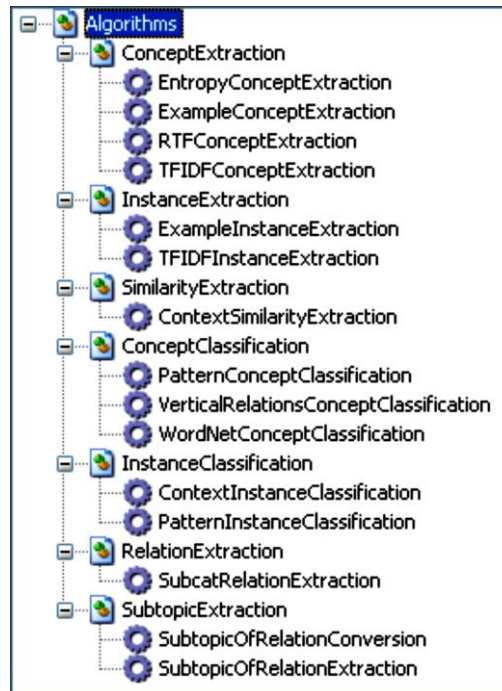 Algorithms
ConceptExtraction
EntropyConceptExtraction
ExampleConceptExtraction
RTFConceptExtraction
TFIDFConceptExtraction
InstanceExtraction
ExampleInstanceExtraction
TFIDFInstanceExtraction
SimilarityExtraction
ContextSimilarityExtraction
ConceptClassification
PatternConceptClassification
VerticalRelationsConceptClassification
WordNetConceptClassification
InstanceClassification
ContextInstanceClassification
PatternInstanceClassification
RelationExtraction
SubcatRelationExtraction
SubtopicExtraction
SubtopicOfRelationConversion
SubtopicOfRelationExtraction